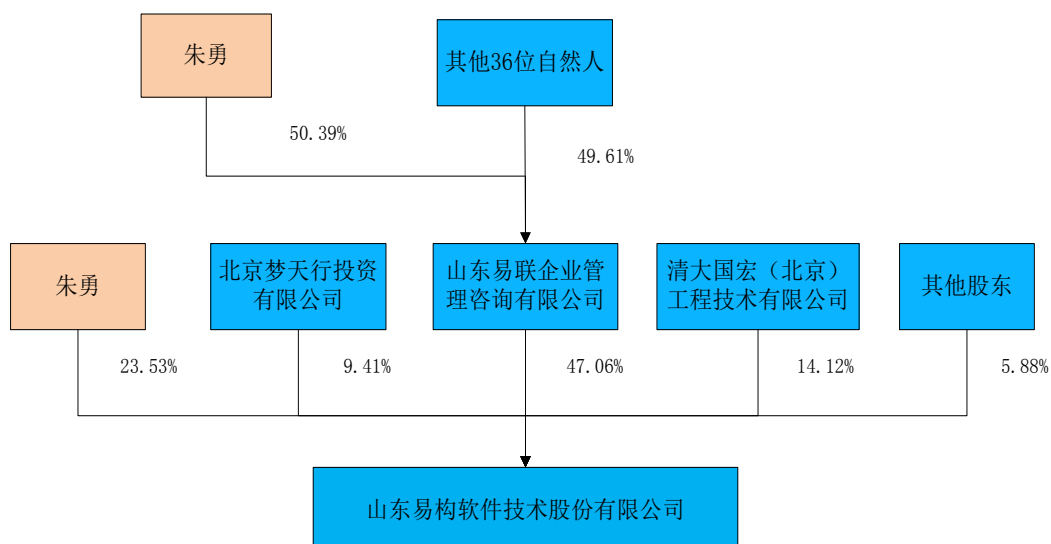 朱勇
其他36位自然人
50.39%
49.61%
朱勇
北京梦天行投资
有限公司
山东易联企业管
理咨询有限公司
清大国宏（北京）
工程技术有限公司
其他股东
23.53%
9.41%
47.06%
14.12%
5.88%
山东易构软件技术股份有限公司